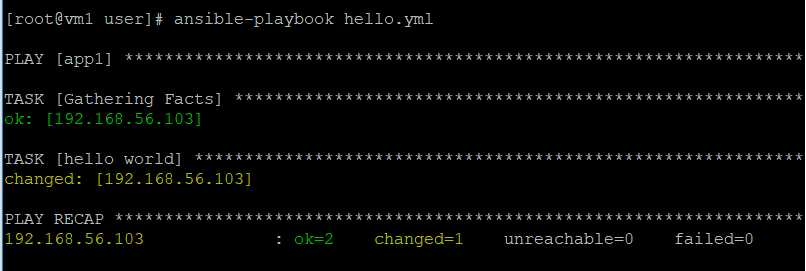 [root@vm1 user]# ansible-playbook hello.yml
PLAY [app1] ********************************************************************
TASK [Gathering Facts] *********************************************************
ok: [192.168.56.103]
TASK [hello world] *************************************************************
changed: [192.168.56.103]
PLAY RECAP *********************************************************************
192.168.56.103 : ok=2 changed=1 unreachable=0 failed=0